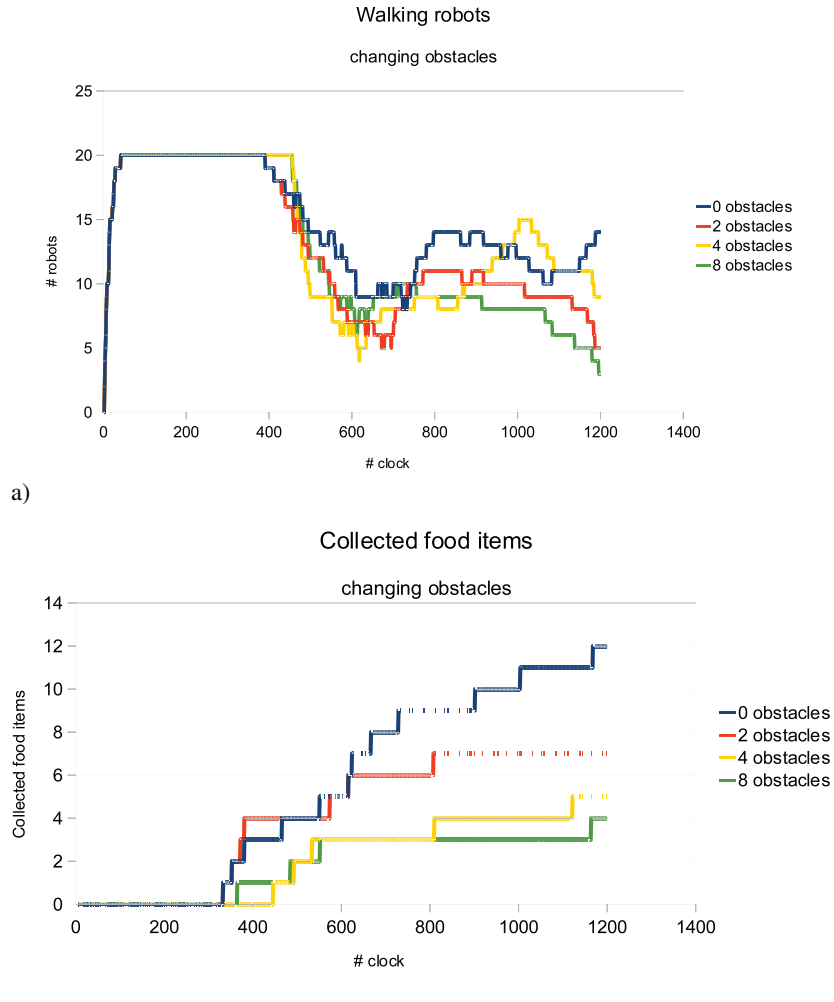 Walking robots
changing obstacles
25
20
15
10
5
0
# robots
0 200 400 600 800 1000 1200 1400
# clock
0 obstacles
2 obstacles
4 obstacles
8 obstacles
a)
Collected food items
changing obstacles
14
12
10
8
6
4
2
0
Collected food items
0 200 400 600 800 1000 1200 1400
# clock
0 obstacles
2 obstacles
4 obstacles
8 obstacles